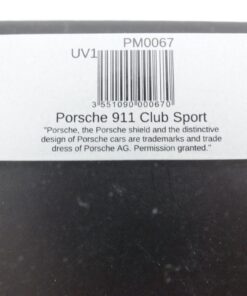 PM0067
UV1
3 551090 000670
Porsche 911 Club Sport
"Porsche, the Porsche shield and the distinctive
design of Porsche cars are trademarks and trade
dress of Porsche AG. Permission granted."